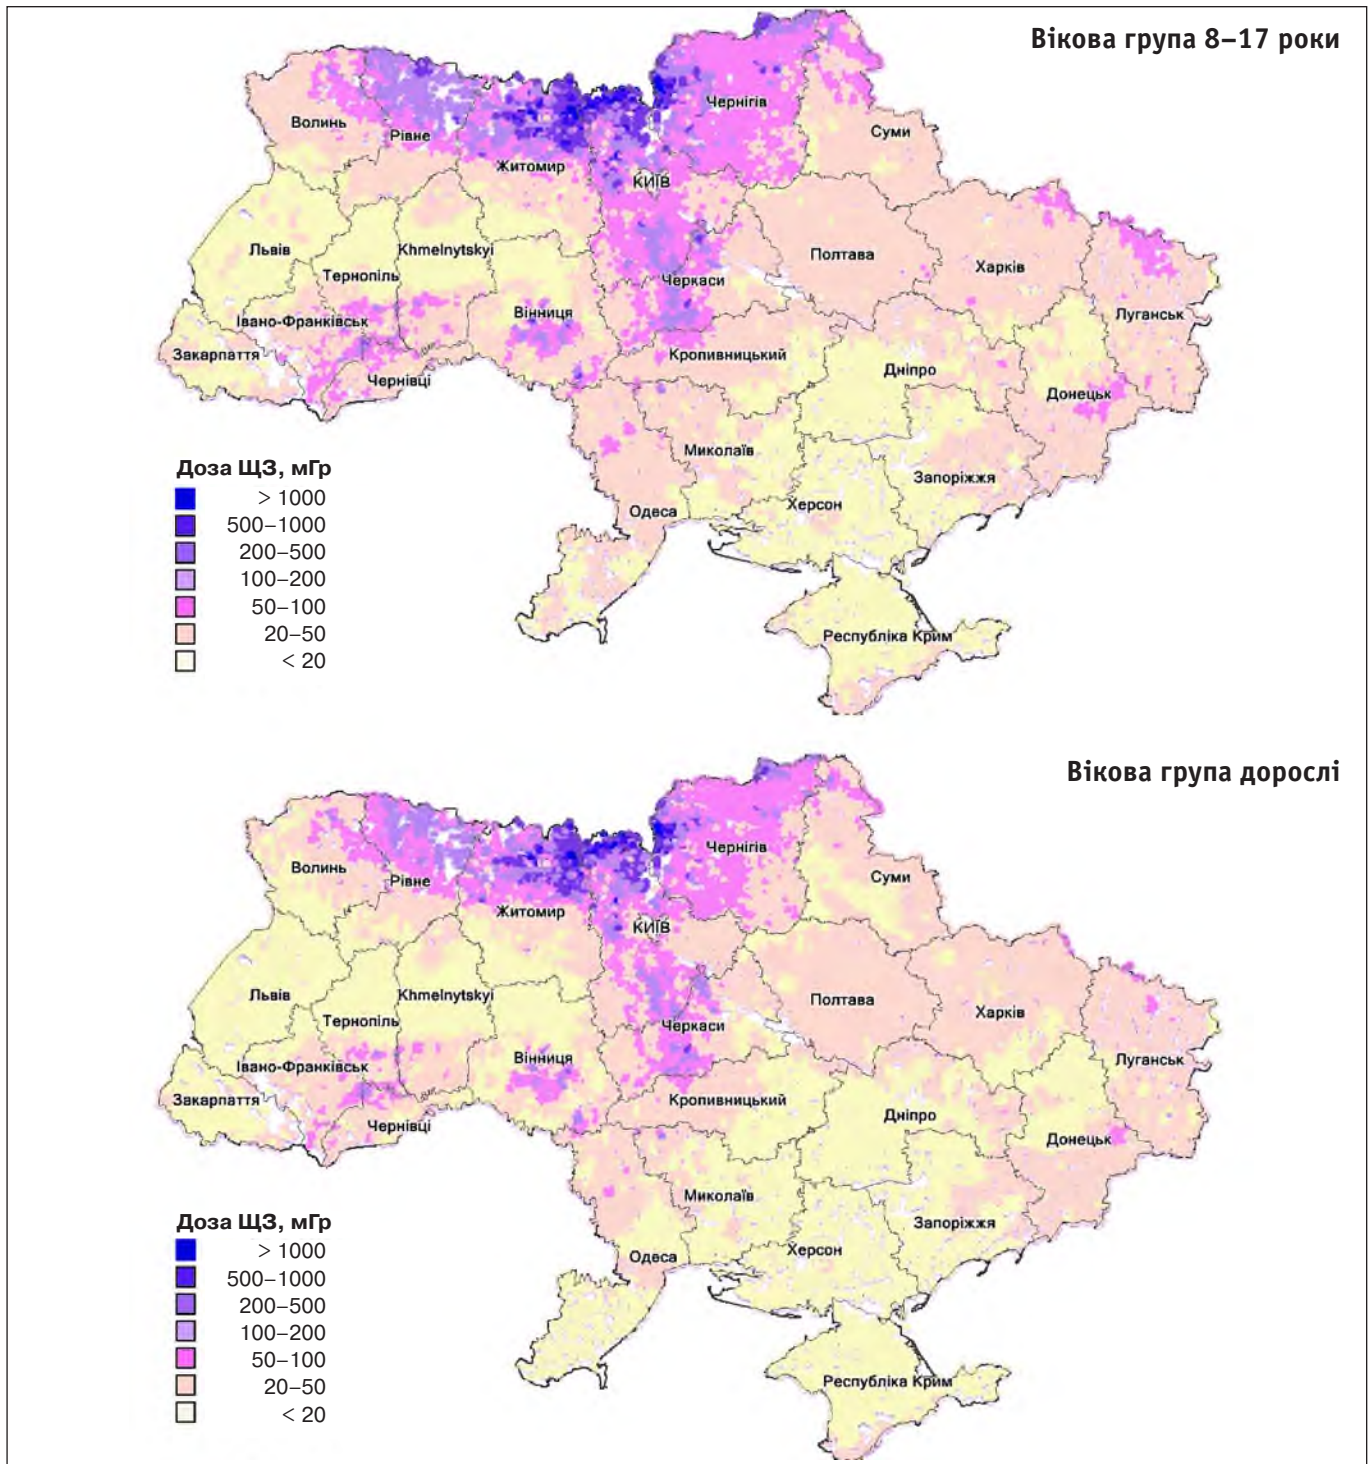 Вікова група 8–17 роки
Чернігів
Волинь
Рівне
Суми
Житомир
КИЇВ
Львів
Khmelnytskyi
Полтава
Тернопіль
Черкаси
Харків
Івано-Франківськ
Вінниця
Луганськ
Закарпаття
Кропивницький
Чернівці
Дніпро
Донецьк
Миколаїв
Запоріжжя
Херсон
Одеса
Республіка Крим
Доза ЩЗ, мГр
> 1000
500–1000
200–500
100–200
50–100
20–50
< 20
Вікова група дорослі
Чернігів
Волинь
Рівне
Суми
Житомир
КИЇВ
Львів
Khmelnytskyi
Полтава
Тернопіль
Черкаси
Харків
Івано-Франківськ
Вінниця
Луганськ
Закарпаття
Кропивницький
Чернівці
Дніпро
Донецьк
Миколаїв
Запоріжжя
Херсон
Одеса
Республіка Крим
Доза ЩЗ, мГр
> 1000
500–1000
200–500
100–200
50–100
20–50
< 20